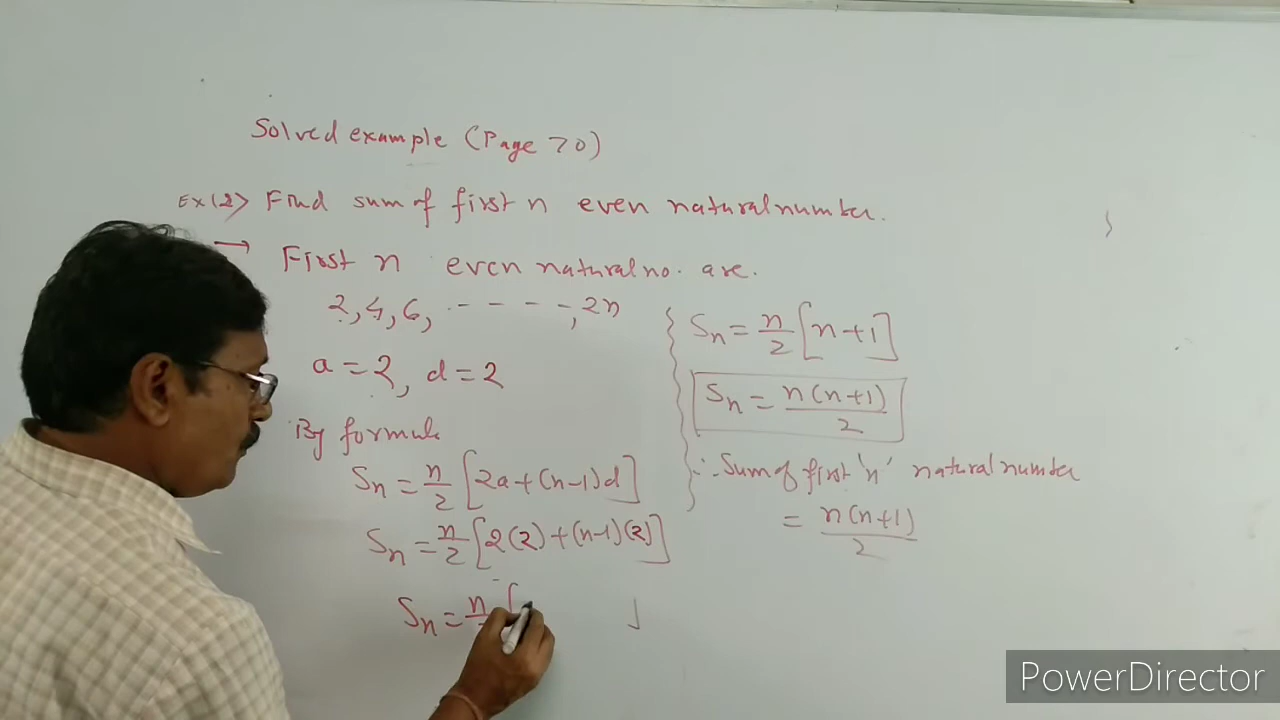 Solved example (Page 70)
Ex(2)> Find sum of first n even natural number.
→ First n even natural no. are.
2, 4, 6, - - - -, 2n
a = 2, d = 2
By formula
Sn = n/2 [2a + (n-1)d]
Sn = n/2 [2(2) + (n-1)(2)]
Sn = n/2 [ ]
Sn = n/2 [n+1]
Sn = n(n+1)/2
∴ Sum of first 'n' natural number
= n(n+1)/2
PowerDirector